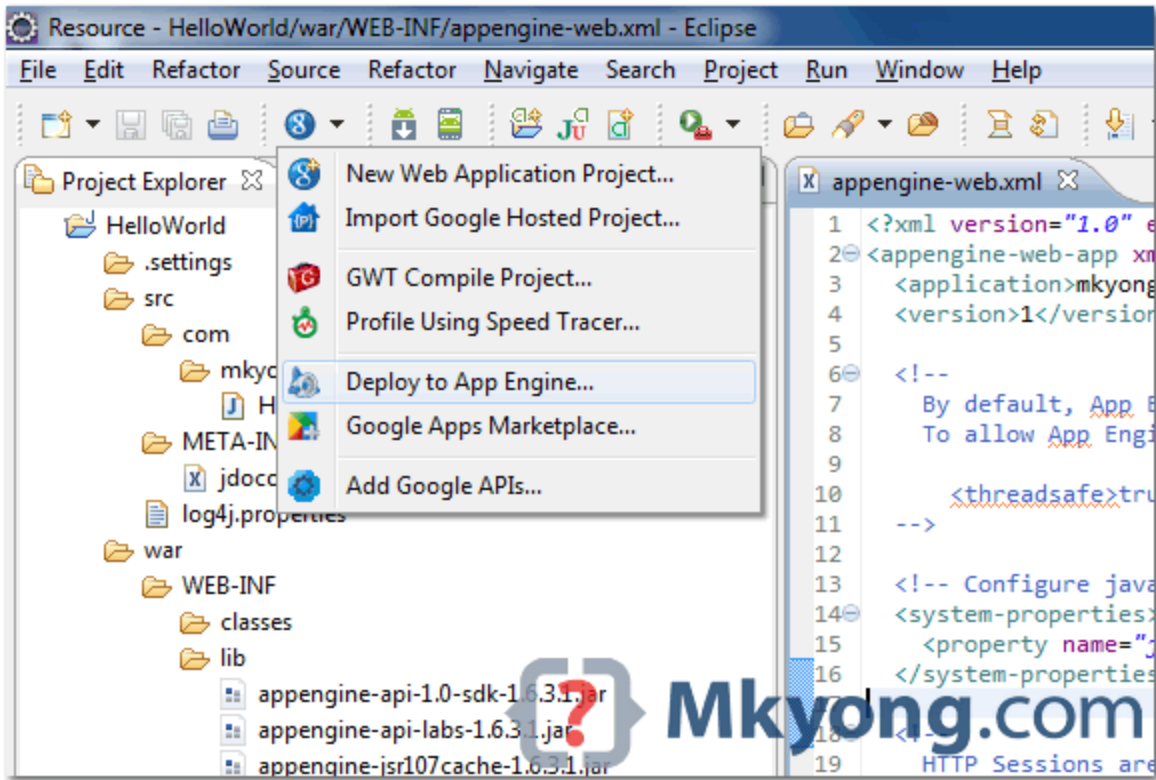 Resource - HelloWorld/war/WEB-INF/appengine-web.xml - Eclipse
File Edit Refactor Source Refactor Navigate Search Project Run Window Help
Project Explorer
HelloWorld
.settings
src
com
mkyo
H
META-IN
jdoco
log4j.properties
war
WEB-INF
classes
lib
appengine-api-1.0-sdk-1.6.3.1.jar
appengine-api-labs-1.6.3.1.jar
appengine-jsr107cache-1.6.3.1.jar
New Web Application Project...
Import Google Hosted Project...
GWT Compile Project...
Profile Using Speed Tracer...
Deploy to App Engine...
Google Apps Marketplace...
Add Google APIs...
appengine-web.xml
1 <?xml version="1.0" e
2 <appengine-web-app xm
3 <application>mkyong
4 <version>1</version
5
6 <!--
7 By default, App E
8 To allow App Engi
9
10 <threadsafe>tru
11 -->
12
13 <!-- Configure java
14 <system-properties>
15 <property name="j
16 </system-properties
18 <!--
19 HTTP Sessions are
Mkyong.com